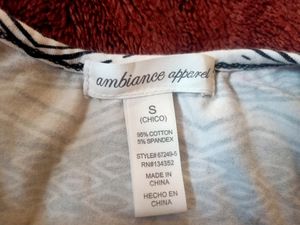 ambiance apparel
S
(CHICO)
95% COTTON
5% SPANDEX
STYLE# 67249-5
RN#134352
MADE IN
CHINA
HECHO EN
CHINA